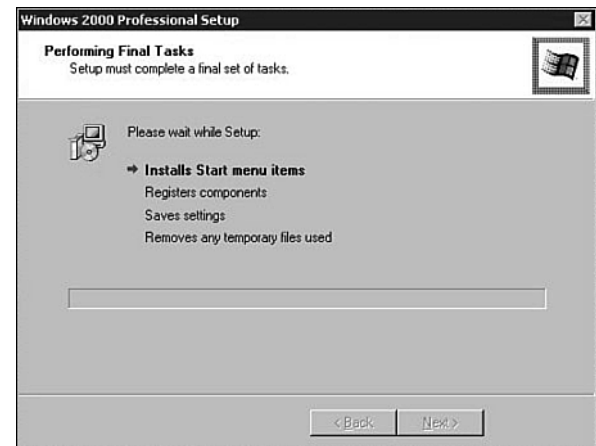 Windows 2000 Professional Setup
Performing Final Tasks
Setup must complete a final set of tasks.
Please wait while Setup:
Installs Start menu items
Registers components
Saves settings
Removes any temporary files used
< Back Next >